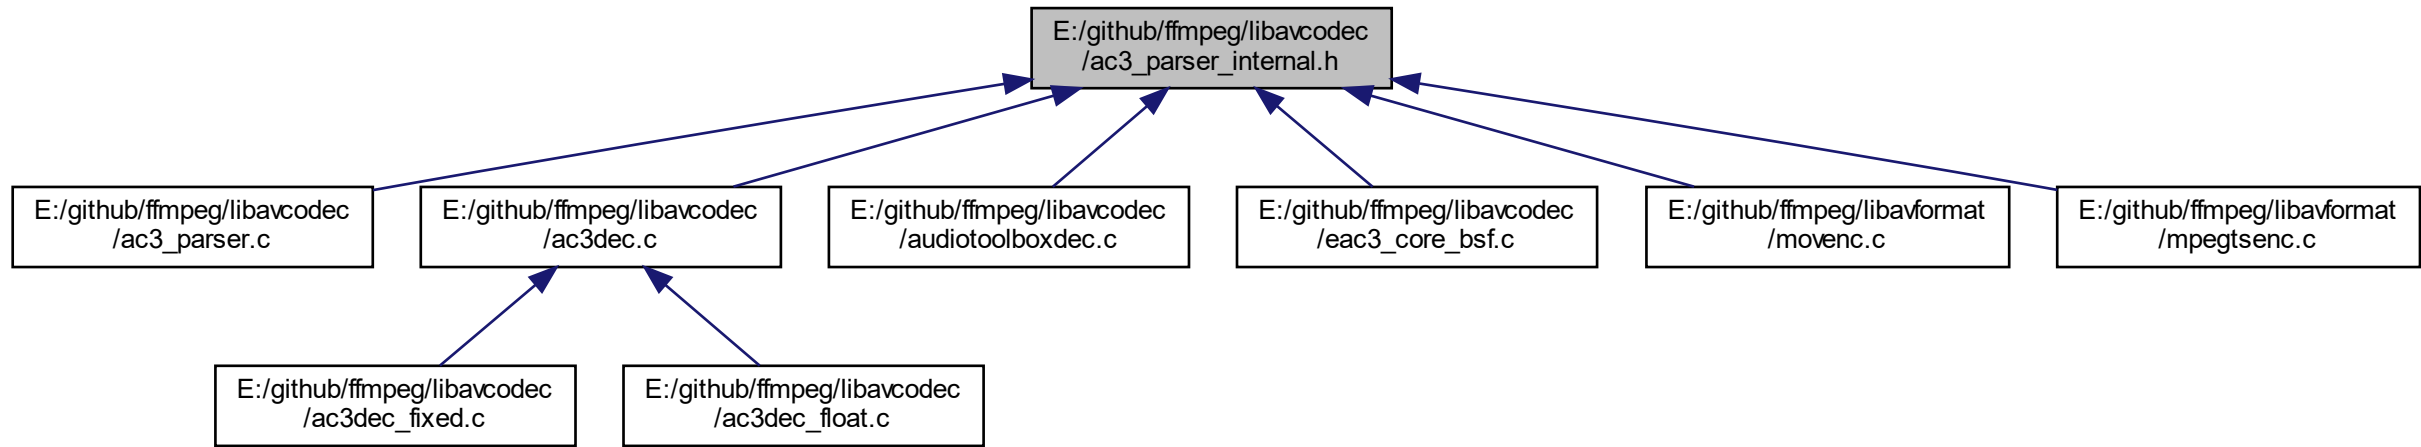 E:/github/ffmpeg/libavcodec
/ac3_parser_internal.h
E:/github/ffmpeg/libavcodec
/ac3_parser.c
E:/github/ffmpeg/libavcodec
/ac3dec.c
E:/github/ffmpeg/libavcodec
/audiotoolboxdec.c
E:/github/ffmpeg/libavcodec
/eac3_core_bsf.c
E:/github/ffmpeg/libavformat
/movenc.c
E:/github/ffmpeg/libavformat
/mpegtsenc.c
E:/github/ffmpeg/libavcodec
/ac3dec_fixed.c
E:/github/ffmpeg/libavcodec
/ac3dec_float.c